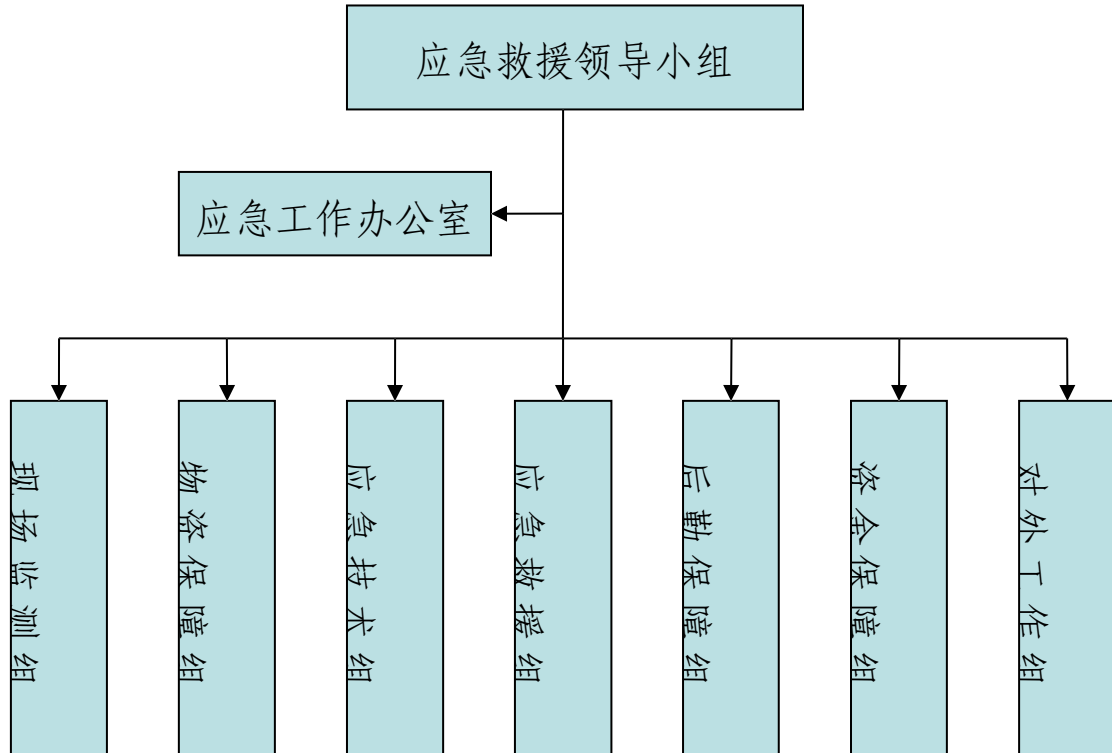 应急救援领导小组
应急工作办公室
现场监测组
物资保障组
应急技术组
应急救援组
后勤保障组
资金保障组
对外工作组